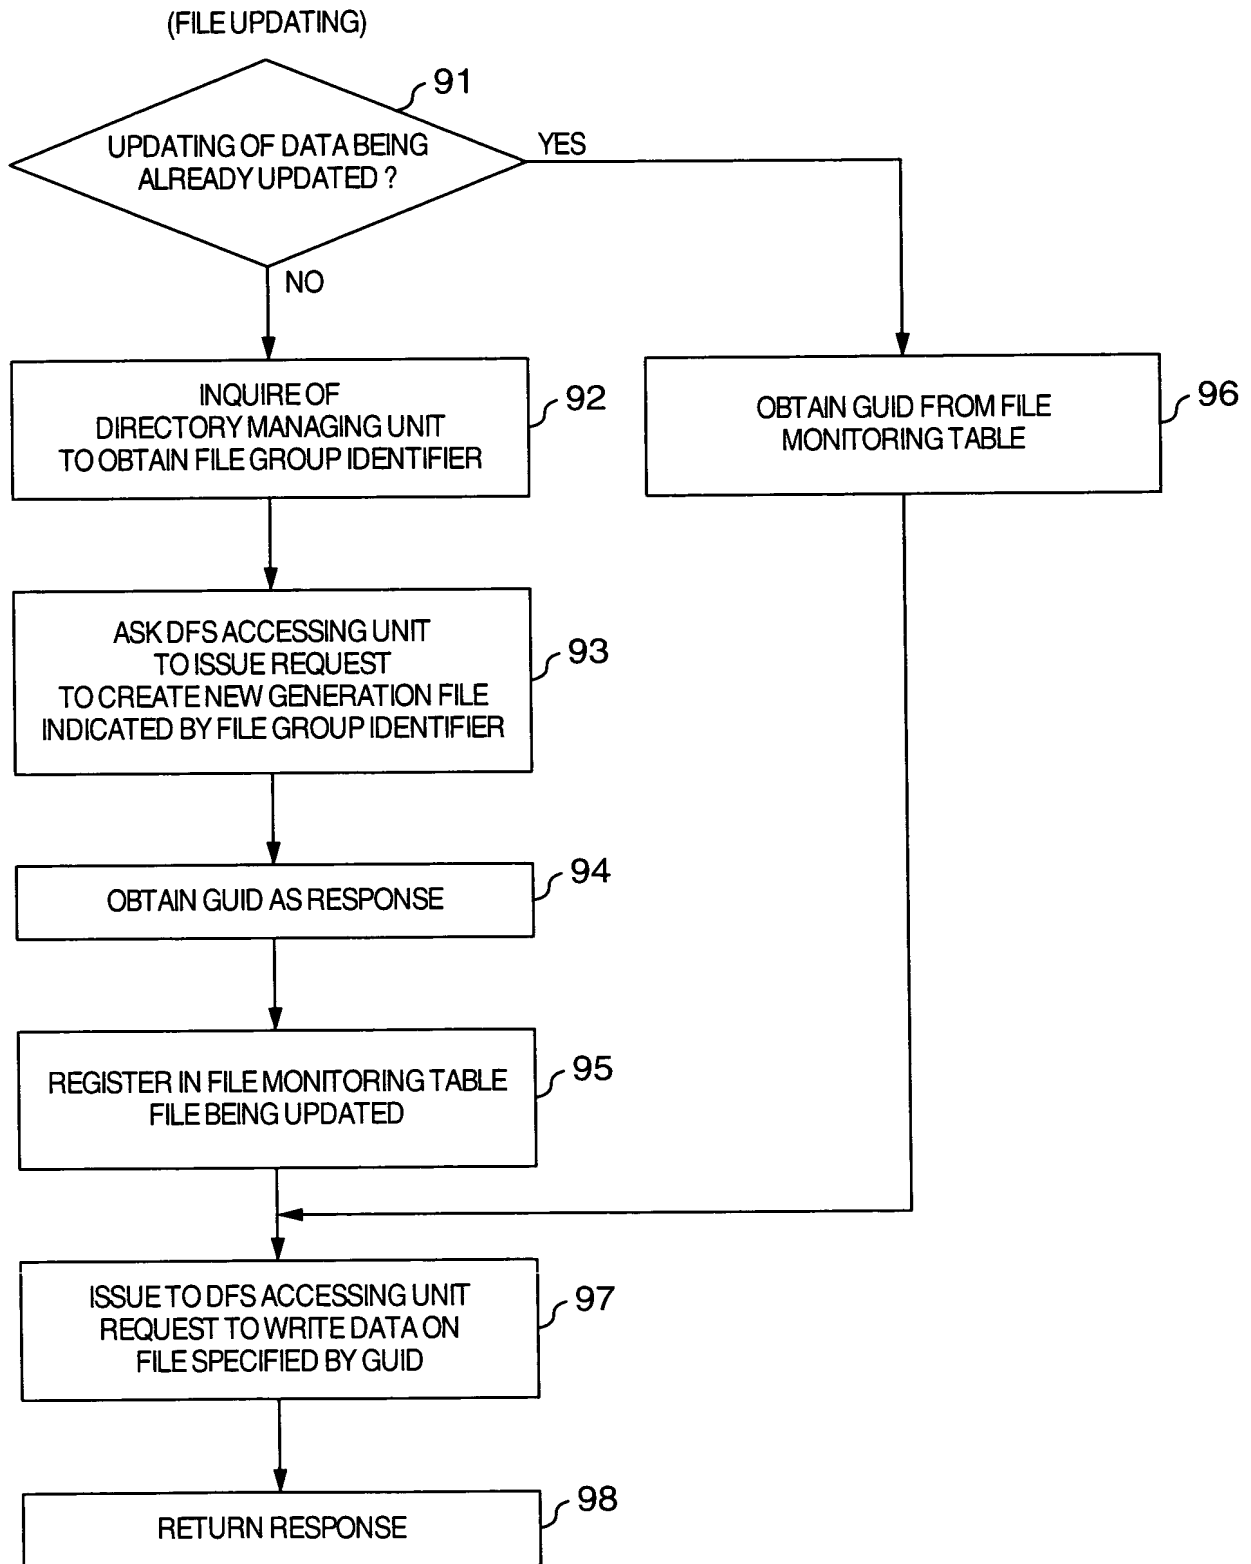 (FILE UPDATING)
91
UPDATING OF DATA BEING
ALREADY UPDATED ?
YES
NO
INQUIRE OF
DIRECTORY MANAGING UNIT
TO OBTAIN FILE GROUP IDENTIFIER
92
OBTAIN GUID FROM FILE
MONITORING TABLE
96
ASK DFS ACCESSING UNIT
TO ISSUE REQUEST
TO CREATE NEW GENERATION FILE
INDICATED BY FILE GROUP IDENTIFIER
93
OBTAIN GUID AS RESPONSE
94
REGISTER IN FILE MONITORING TABLE
FILE BEING UPDATED
95
ISSUE TO DFS ACCESSING UNIT
REQUEST TO WRITE DATA ON
FILE SPECIFIED BY GUID
97
RETURN RESPONSE
98